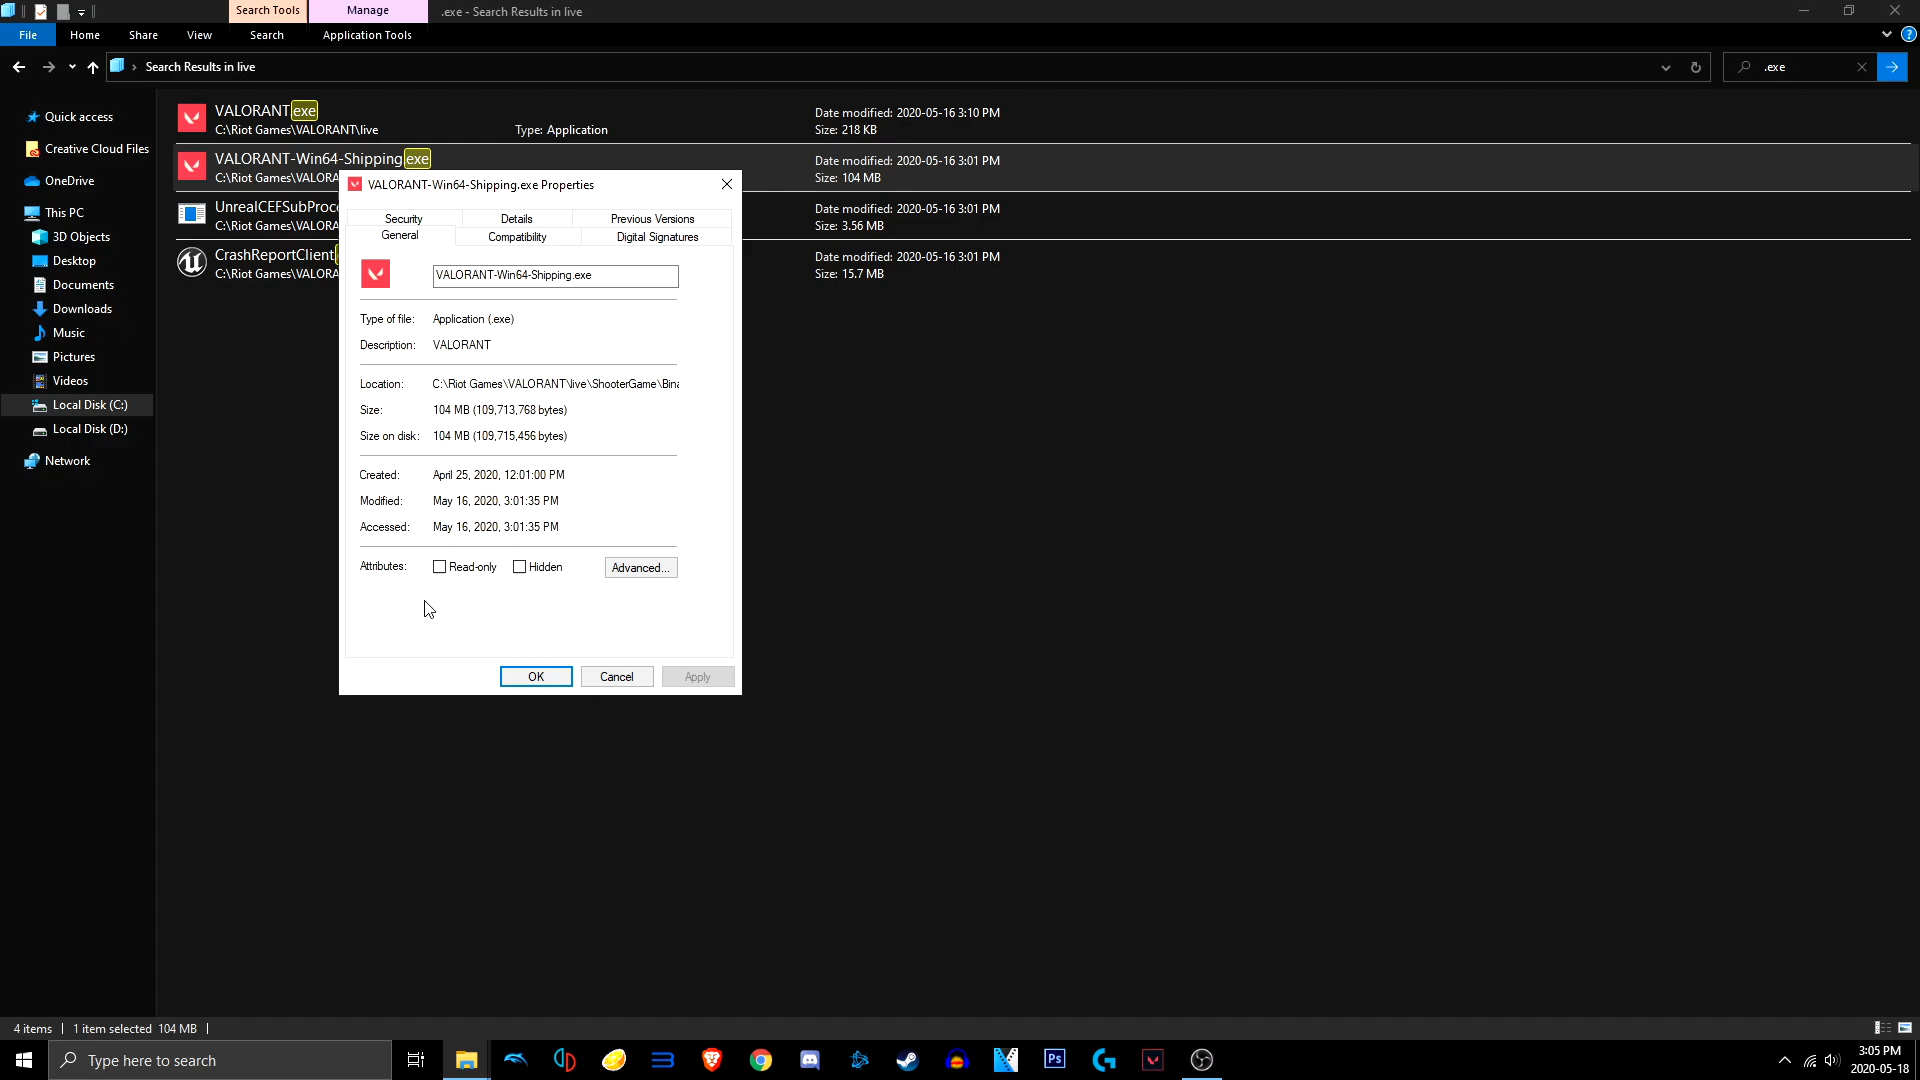 Search Tools
Manage
.exe - Search Results in live
File
Home
Share
View
Search
Application Tools
Search Results in live
.exe
Quick access
Creative Cloud Files
OneDrive
This PC
3D Objects
Desktop
Documents
Downloads
Music
Pictures
Videos
Local Disk (C:)
Local Disk (D:)
Network
VALORANT.exe
C:\Riot Games\VALORANT\live
Type: Application
Date modified: 2020-05-16 3:10 PM
Size: 218 KB
VALORANT-Win64-Shipping.exe
C:\Riot Games\VALORA
Date modified: 2020-05-16 3:01 PM
Size: 104 MB
UnrealCEFSubProce
C:\Riot Games\VALORA
Date modified: 2020-05-16 3:01 PM
Size: 3.56 MB
CrashReportClient
C:\Riot Games\VALORA
Date modified: 2020-05-16 3:01 PM
Size: 15.7 MB
VALORANT-Win64-Shipping.exe Properties
Security
Details
Previous Versions
General
Compatibility
Digital Signatures
VALORANT-Win64-Shipping.exe
Type of file: Application (.exe)
Description: VALORANT
Location: C:\Riot Games\VALORANT\live\ShooterGame\Bina
Size: 104 MB (109,713,768 bytes)
Size on disk: 104 MB (109,715,456 bytes)
Created: April 25, 2020, 12:01:00 PM
Modified: May 16, 2020, 3:01:35 PM
Accessed: May 16, 2020, 3:01:35 PM
Attributes: Read-only Hidden Advanced...
OK
Cancel
Apply
4 items
1 item selected 104 MB
Type here to search
Ps
3:05 PM
2020-05-18